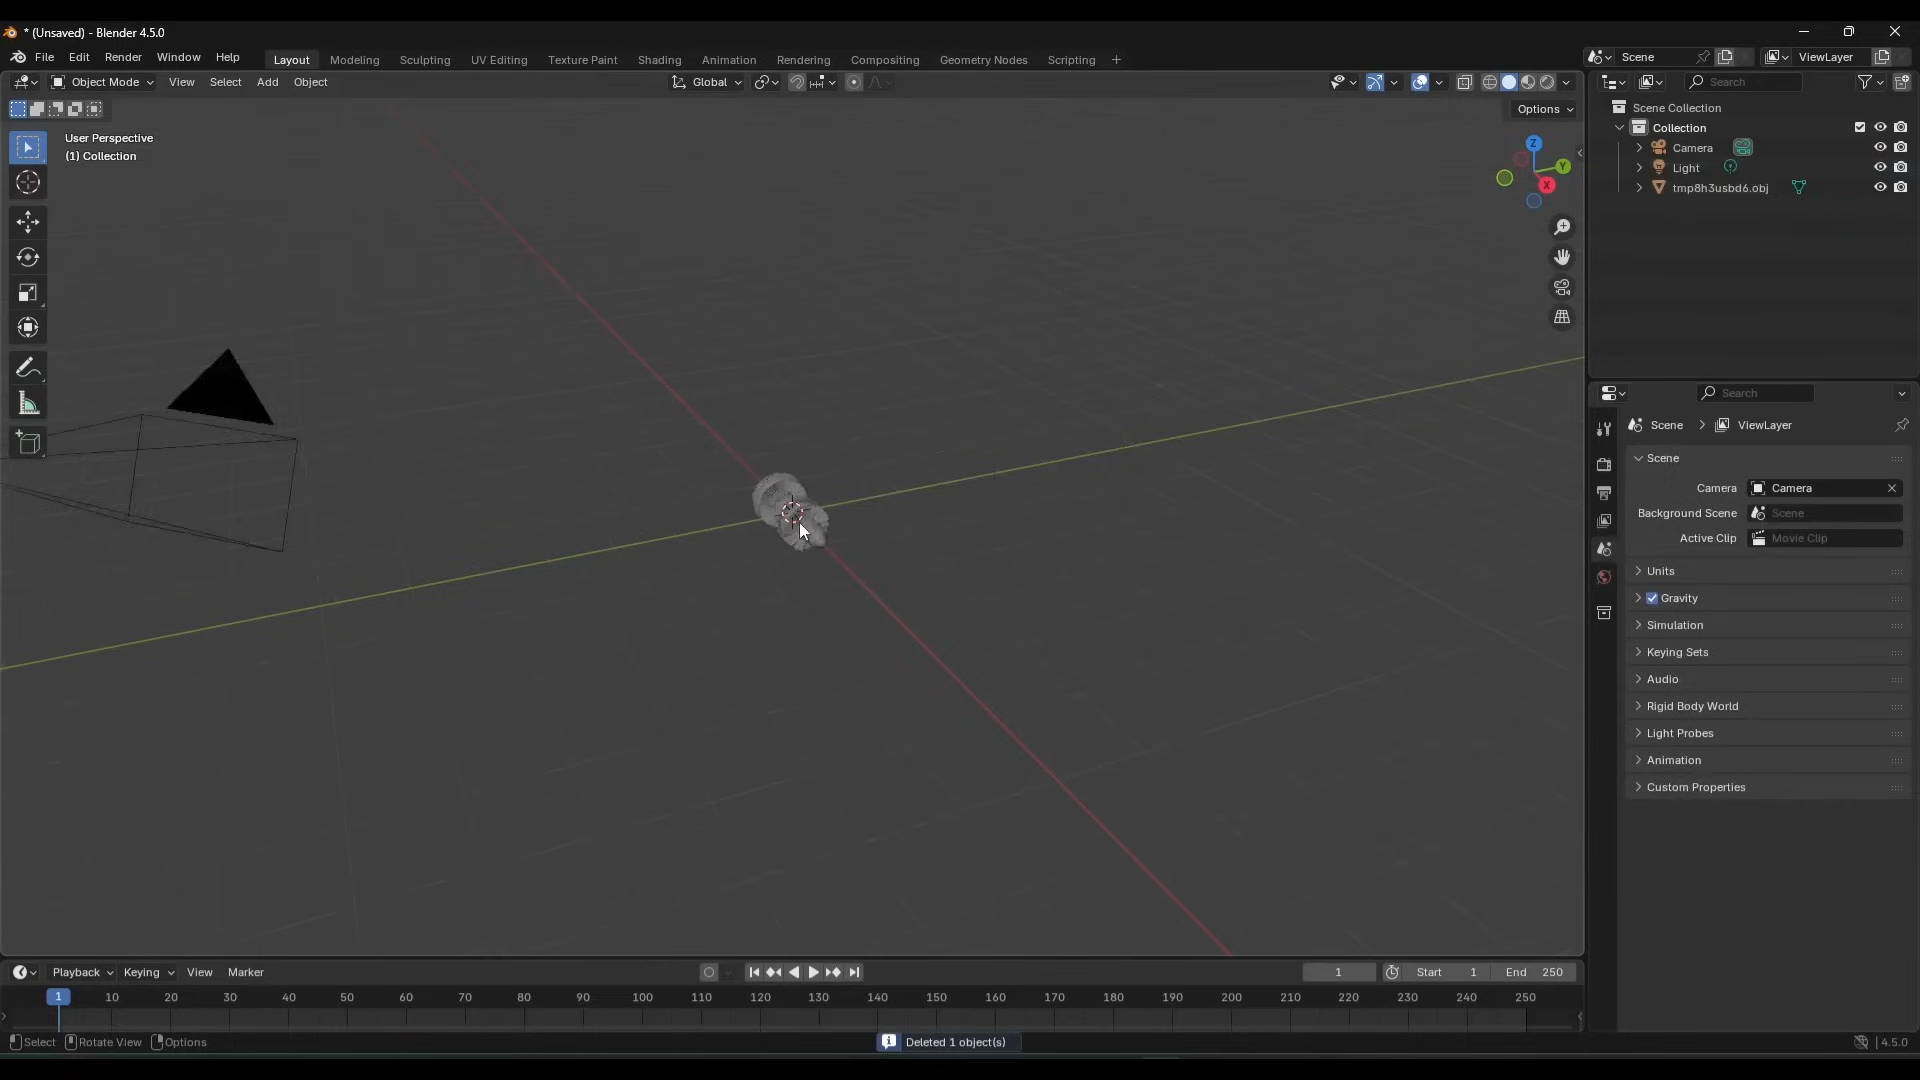 * (Unsaved) - Blender 4.5.0
File Edit Render Window Help Layout Modeling Sculpting UV Editing Texture Paint Shading Animation Rendering Compositing Geometry Nodes Scripting + Scene ViewLayer
Object Mode View Select Add Object Global Search
Options
User Perspective
(1) Collection
Z
Y
X
Scene Collection
Collection
Camera
Light
tmp8h3usbd6.obj
Search
Scene > ViewLayer
Scene
Camera Camera
Background Scene Scene
Active Clip Movie Clip
Units
Gravity
Simulation
Keying Sets
Audio
Rigid Body World
Light Probes
Animation
Custom Properties
Playback Keying View Marker 1 Start 1 End 250
1 10 20 30 40 50 60 70 80 90 100 110 120 130 140 150 160 170 180 190 200 210 220 230 240 250
Select Rotate View Options Deleted 1 object(s) 4.5.0